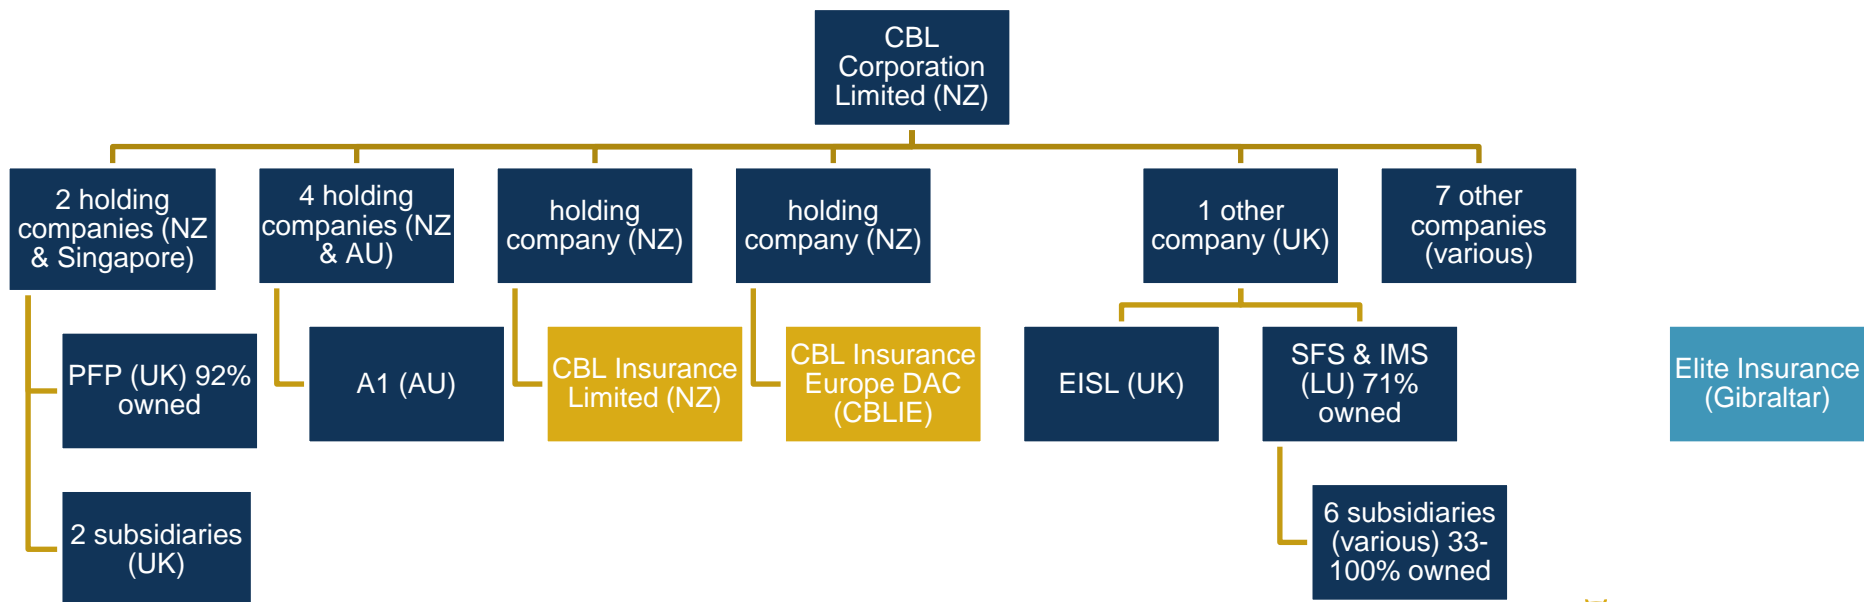 CBL
Corporation
Limited (NZ)
2 holding
companies (NZ
& Singapore)
4 holding
companies (NZ
& AU)
holding
company (NZ)
holding
company (NZ)
1 other
company (UK)
7 other
companies
(various)
PFP (UK) 92%
owned
A1 (AU)
CBL Insurance
Limited (NZ)
CBL Insurance
Europe DAC
(CBLIE)
EISL (UK)
SFS & IMS
(LU) 71%
owned
Elite Insurance
(Gibraltar)
2 subsidiaries
(UK)
6 subsidiaries
(various) 33-
100% owned